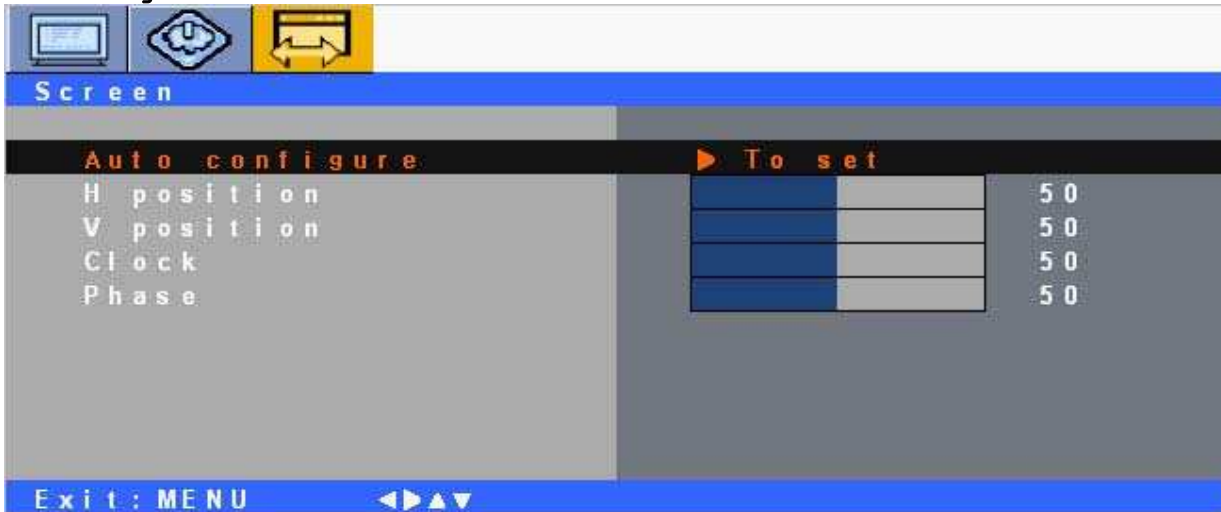 Screen
Auto configure ▶ To set
H position 50
V position 50
Clock 50
Phase 50
Exit: MENU ◀▶▲▼